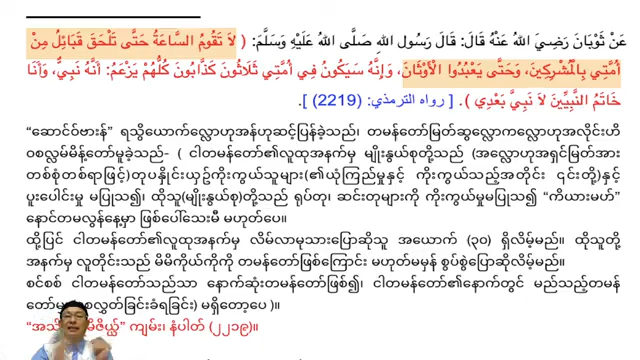 عَنْ ثَوْبَانَ رَضِيَ اللهُ عَنْهُ قَالَ: قَالَ رَسُولُ اللهِ صَلَّى اللهُ عَلَيْهِ وَسَلَّمَ: ( لاَ تَقُومُ السَّاعَةُ حَتَّى تَلْحَقَ قَبَائِلُ مِنْ
أُمَّتِي بِالْمُشْرِكِينَ، وَحَتَّى يَعْبُدُوا الْأَوْثَانَ، وَإِنَّهُ سَيَكُونُ فِي أُمَّتِي ثَلاَثُونَ كَذَّابُونَ كُلُّهُمْ يَزْعَمُ: أَنَّهُ نَبِيٌّ، وَأَنَا
خَاتَمُ النَّبِيِّينَ لاَ نَبِيَّ بَعْدِي ). [ رواه الترمذي: (2219) ].
“ဆောင်ဝ်ဗာန်” ရသွိယောက်လ္လောဟုအန်ဟုဆင့်ပြန်ခဲ့သည်၊ တမန်တော်မြတ်ဆွလ္လောကလ္လောဟုအလိုင်းဟိ
ဝစလ္လမ်မိန့်တော်မူခဲ့သည်- ( ငါတမန်တော်၏လူထုအနက်မှ မျိုးနွယ်စုတို့သည် (အလ္လောဟုအရှင်မြတ်အား
တစ်စုံတစ်ရာဖြင့်)တုပနှိုင်းယှဉ်ကိုးကွယ်သူများ(၏ယုံကြည်မှုနှင့် ကိုးကွယ်သည့်အတိုင်း ၎င်းတို့)နှင့်
ပူးပေါင်းမှု မပြုသ၍၊ ထိုသူ(မျိုးနွယ်စု)တို့သည် ရုပ်တု၊ ဆင်းတုများကို ကိုးကွယ်မှုမပြုသ၍ “ကိယာမဟ်”
နောင်တမလွန်နေ့မှာ ဖြစ်ပေါ်သေးမီ မဟုတ်ပေ။
ထို့ပြင် ငါတမန်တော်၏လူထုအနက်မှ လိမ်လာမုသားပြောဆိုသူ အယောက် (၃၀) ရှိလိမ့်မည်။ ထိုသူတို့
အနက်မှ လူတိုင်းသည် မိမိကိုယ်ကိုကို တမန်တော်ဖြစ်ကြောင်း မဟုတ်မမှန် စွပ်စွဲပြောဆိုလိမ့်မည်။
စင်စစ် ငါတမန်တော်သည်သာ နောက်ဆုံးတမန်တော်ဖြစ်၍၊ ငါတမန်တော်၏နောက်တွင် မည်သည့်တမန်
တော်မှ စေလွှတ်ခြင်းခံရခြင်း) မရှိတော့ပေ )။
ကျမ်း၊ နံပါတ် (၂၂၁၉)။